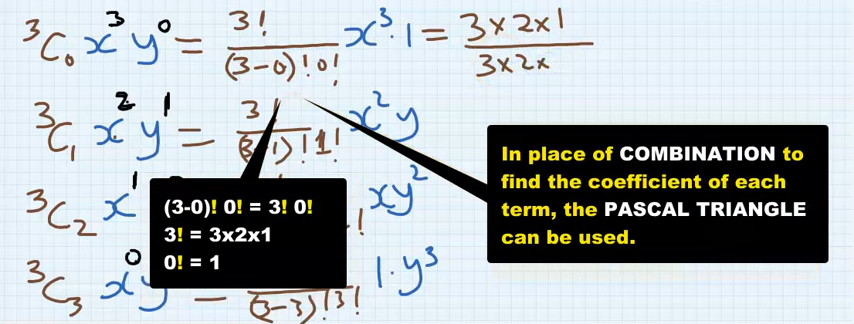 ³C₀ x³ y⁰ = 3! / (3-0)! 0! x³·1 = 3×2×1 / 3×2×
³C₁ x² y¹ = 3! / (3-1)! 1! x² y
(3-0)! 0! = 3! 0!
3! = 3x2x1
0! = 1
In place of COMBINATION to
find the coefficient of each
term, the PASCAL TRIANGLE
can be used.
³C₂ x¹ ! xy²
³C₃ x⁰ y = (3-3)! 3! 1·y³